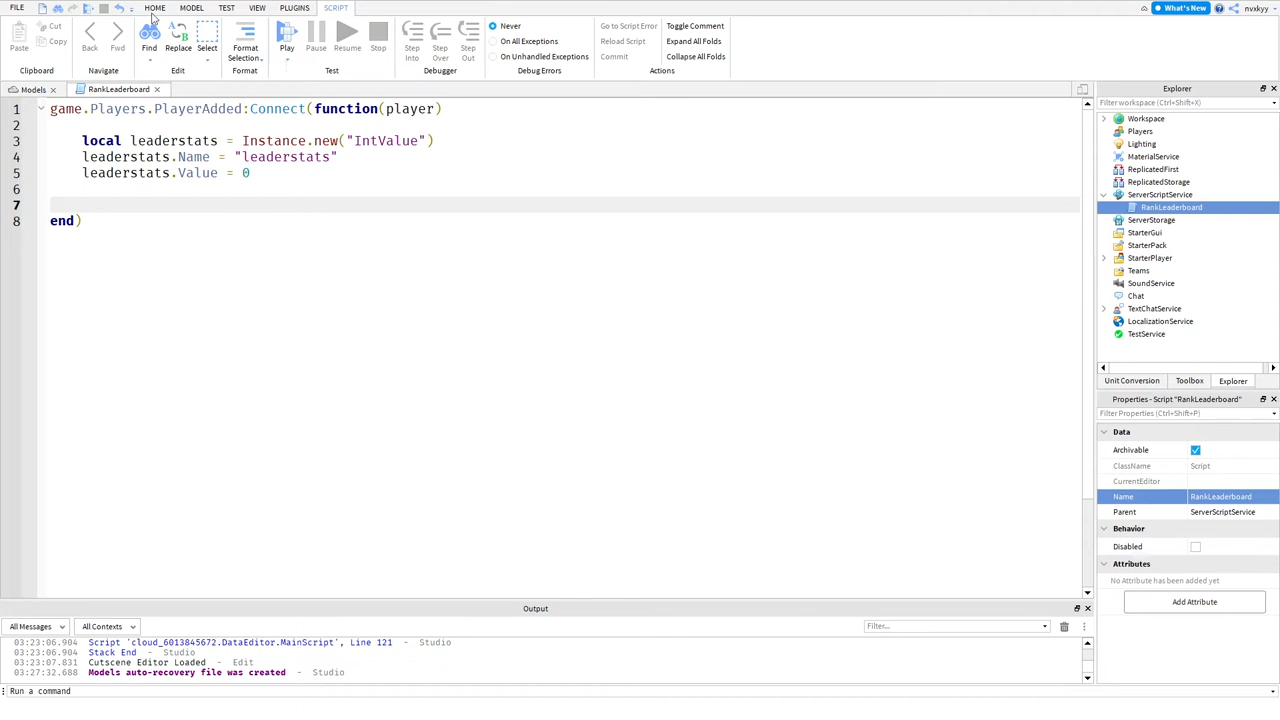 FILE HOME MODEL TEST VIEW PLUGINS SCRIPT What's New nvxkyy
Paste Cut Copy Back Fwd Find Replace Select Format Selection Play Pause Resume Stop Step Into Step Over Step Out
Never
On All Exceptions
On Unhandled Exceptions
Go to Script Error
Reload Script
Commit
Toggle Comment
Expand All Folds
Collapse All Folds
Clipboard Navigate Edit Format Test Debugger Debug Errors Actions
Models RankLeaderboard
1 game.Players.PlayerAdded:Connect(function(player)
2
3 local leaderstats = Instance.new("IntValue")
4 leaderstats.Name = "leaderstats"
5 leaderstats.Value = 0
6
7
8 end)
Explorer
Filter workspace (Ctrl+Shift+X)
Workspace
Players
Lighting
MaterialService
ReplicatedFirst
ReplicatedStorage
ServerScriptService
RankLeaderboard
ServerStorage
StarterGui
StarterPack
StarterPlayer
Teams
SoundService
Chat
TextChatService
LocalizationService
TestService
Unit Conversion Toolbox Explorer
Properties - Script "RankLeaderboard"
Filter Properties (Ctrl+Shift+P)
Data
Archivable
ClassName Script
CurrentEditor
Name RankLeaderboard
Parent ServerScriptService
Behavior
Disabled
Attributes
No Attribute has been added yet
Add Attribute
Output
All Messages All Contexts Filter...
03:23:06.904 Script 'cloud_6013845672.DataEditor.MainScript', Line 121 - Studio
03:23:06.904 Stack End - Studio
03:23:07.831 Cutscene Editor Loaded - Edit
03:27:32.688 Models auto-recovery file was created - Studio
Run a command